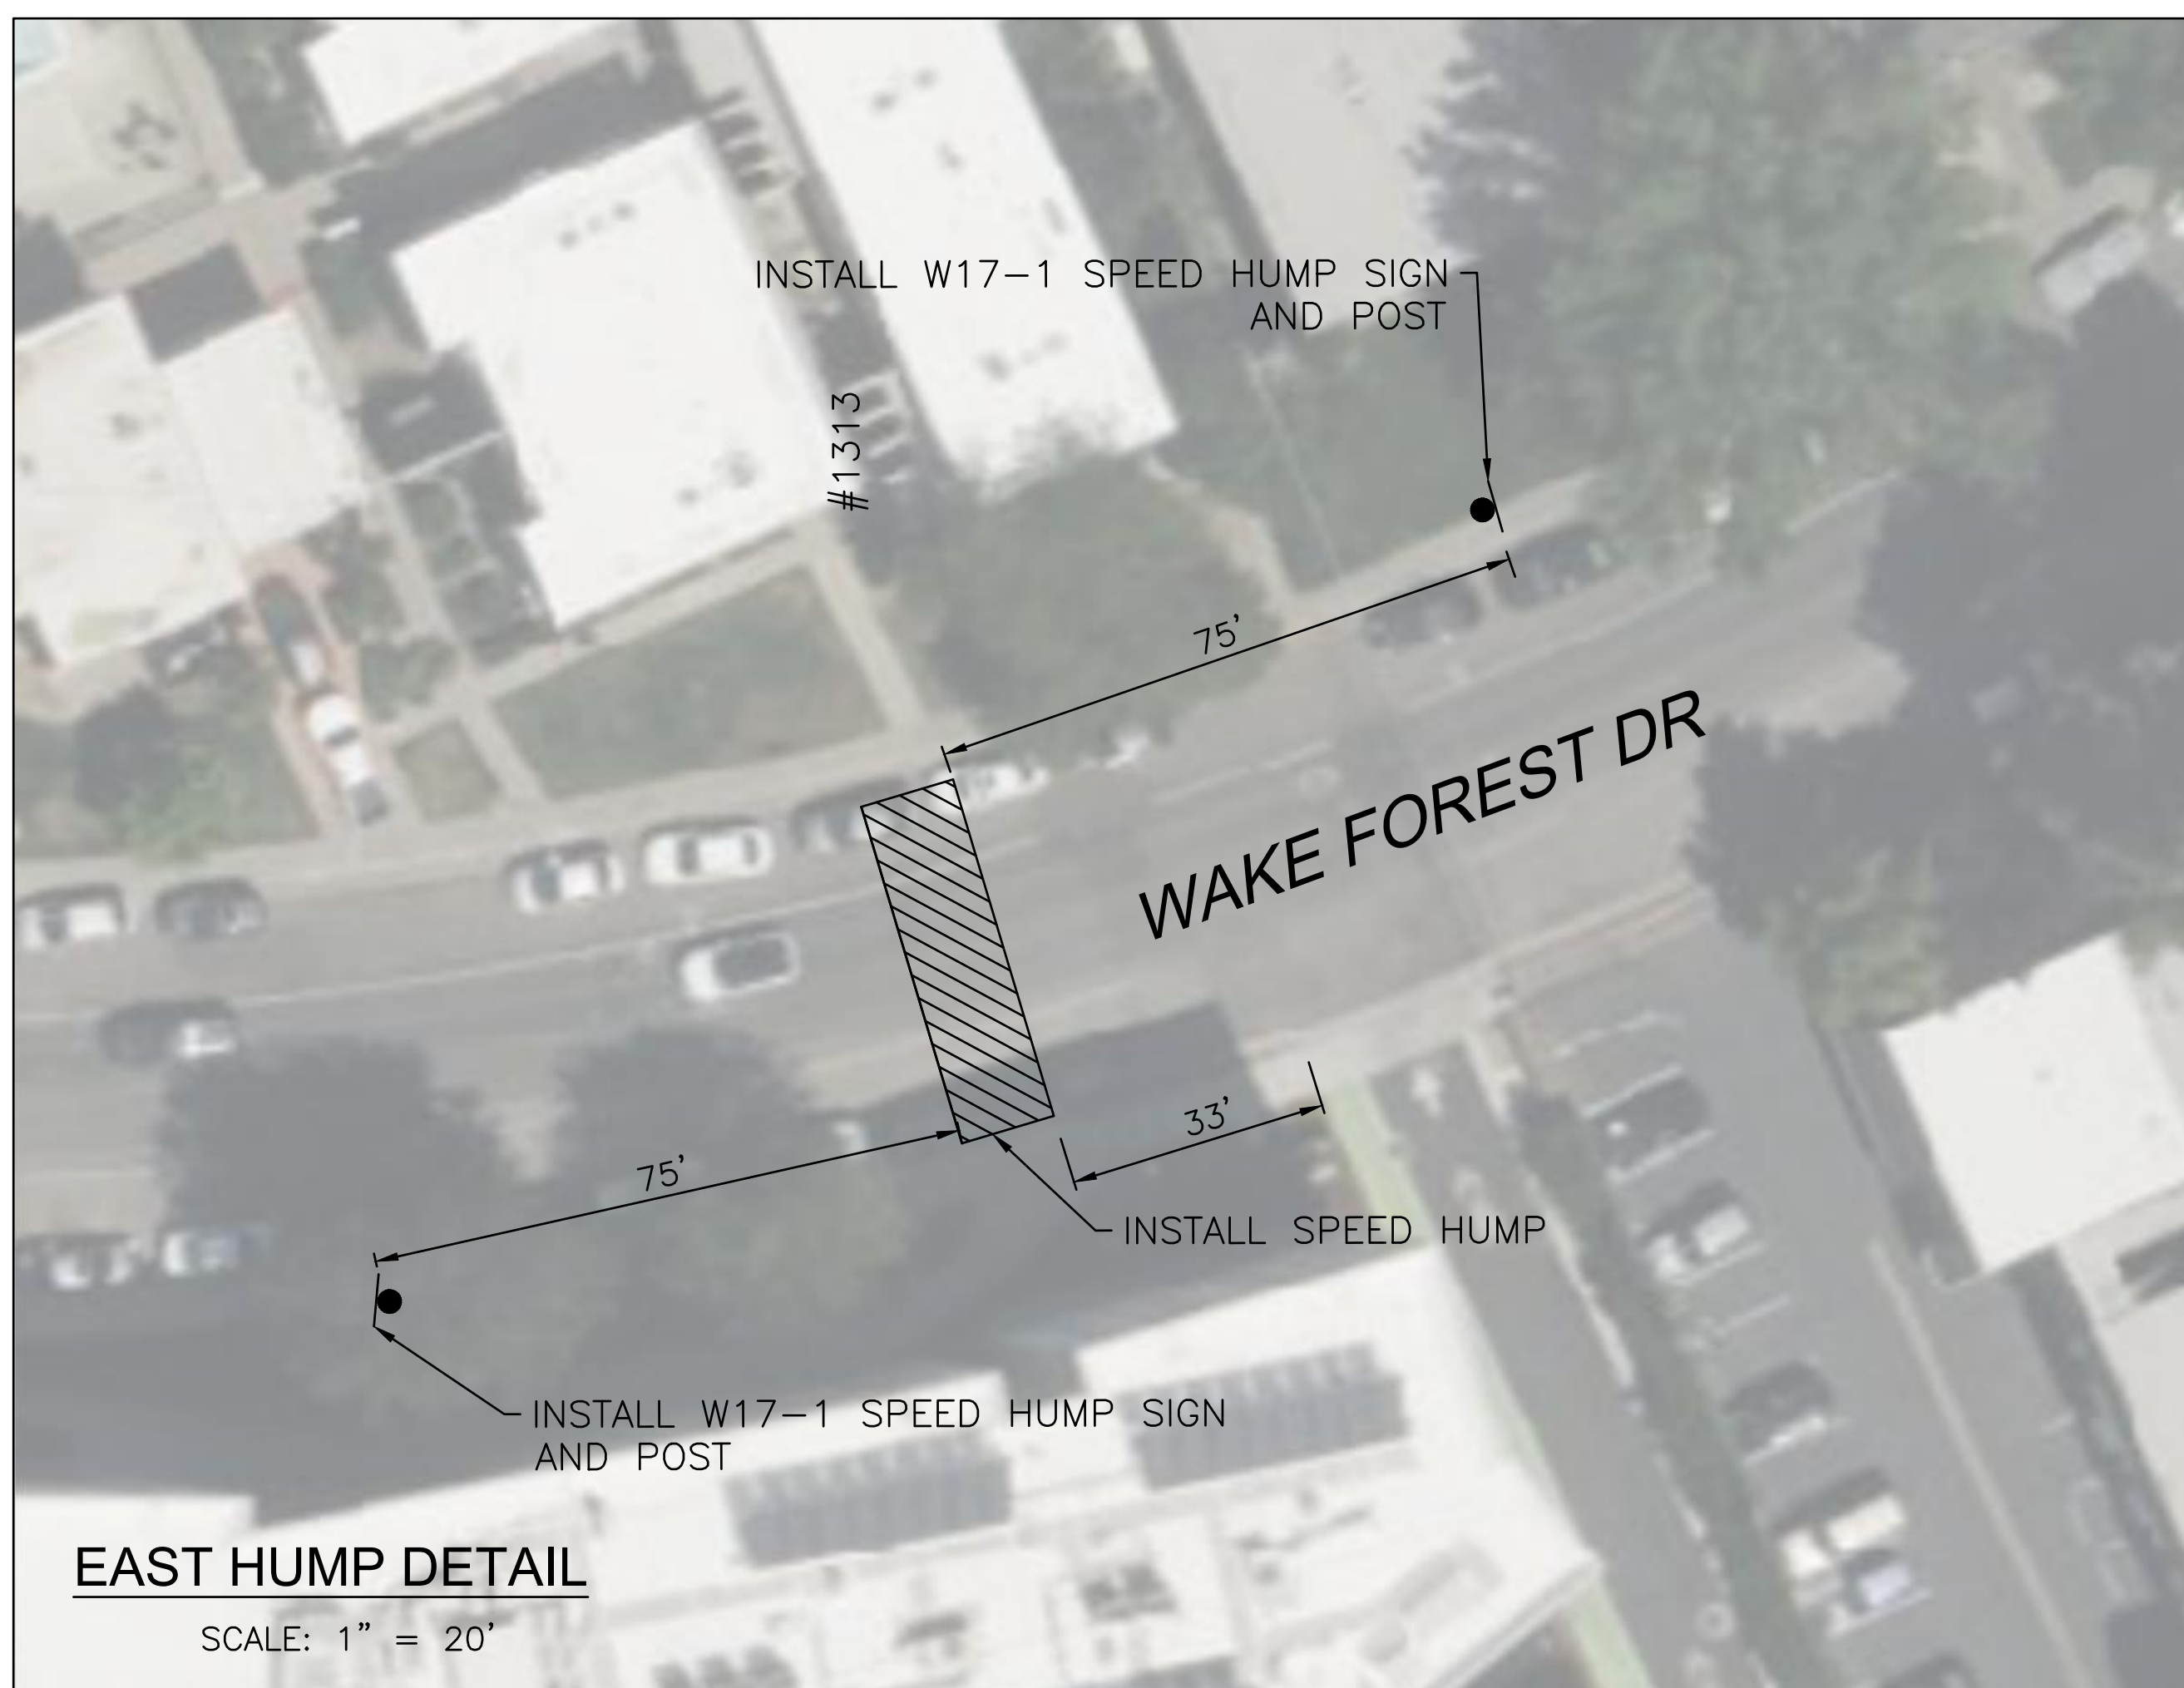 INSTALL W17-1 SPEED HUMP SIGN
AND POST
#1313
75'
WAKE FOREST DR
33'
75'
INSTALL SPEED HUMP
INSTALL W17-1 SPEED HUMP SIGN
AND POST
EAST HUMP DETAIL
SCALE: 1" = 20'